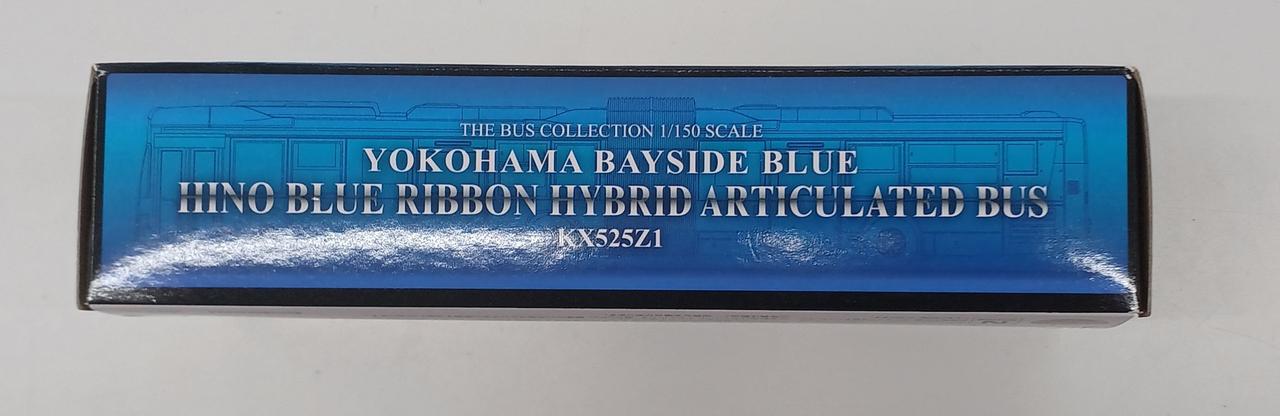 THE BUS COLLECTION 1/150 SCALE
YOKOHAMA BAYSIDE BLUE
HINO BLUE RIBBON HYBRID ARTICULATED BUS
KX525Z1